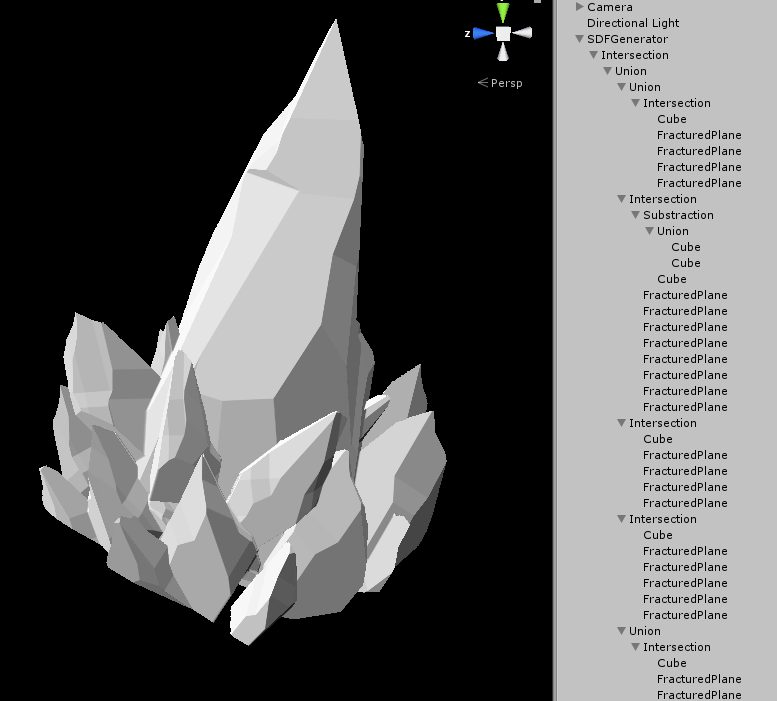 z
Persp
Camera
Directional Light
SDFGenerator
Intersection
Union
Union
Intersection
Cube
FracturedPlane
FracturedPlane
FracturedPlane
FracturedPlane
Intersection
Substraction
Union
Cube
Cube
Cube
FracturedPlane
FracturedPlane
FracturedPlane
FracturedPlane
FracturedPlane
FracturedPlane
FracturedPlane
FracturedPlane
Intersection
Cube
FracturedPlane
FracturedPlane
FracturedPlane
FracturedPlane
Intersection
Cube
FracturedPlane
FracturedPlane
FracturedPlane
FracturedPlane
FracturedPlane
Union
Intersection
Cube
FracturedPlane
FracturedPlane